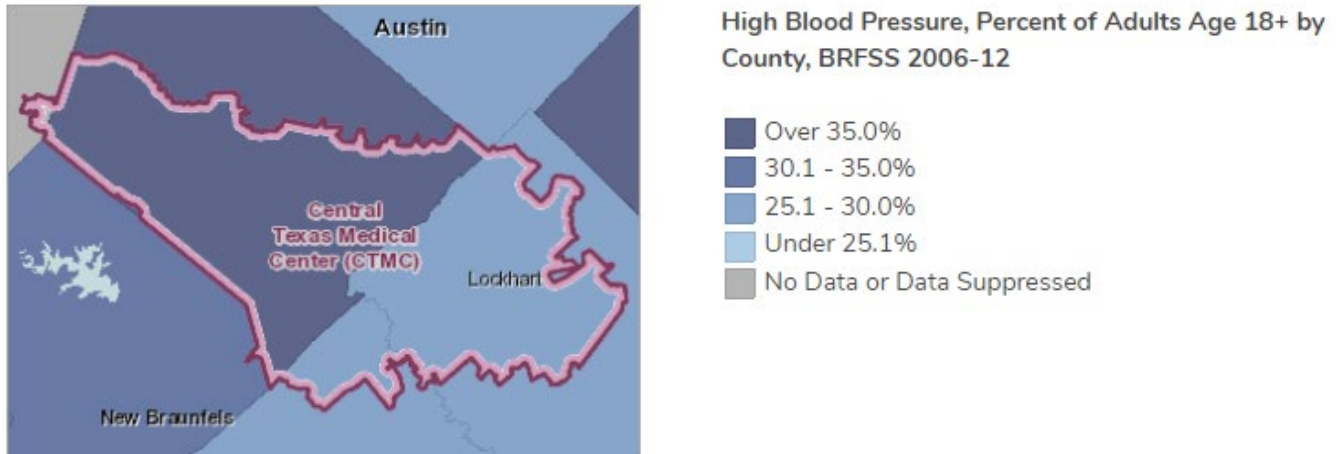 Austin
Central
Texas Medical
Center (CTMC)
Lockhart
New Braunfels
High Blood Pressure, Percent of Adults Age 18+ by
County, BRFSS 2006-12
Over 35.0%
30.1 - 35.0%
25.1 - 30.0%
Under 25.1%
No Data or Data Suppressed